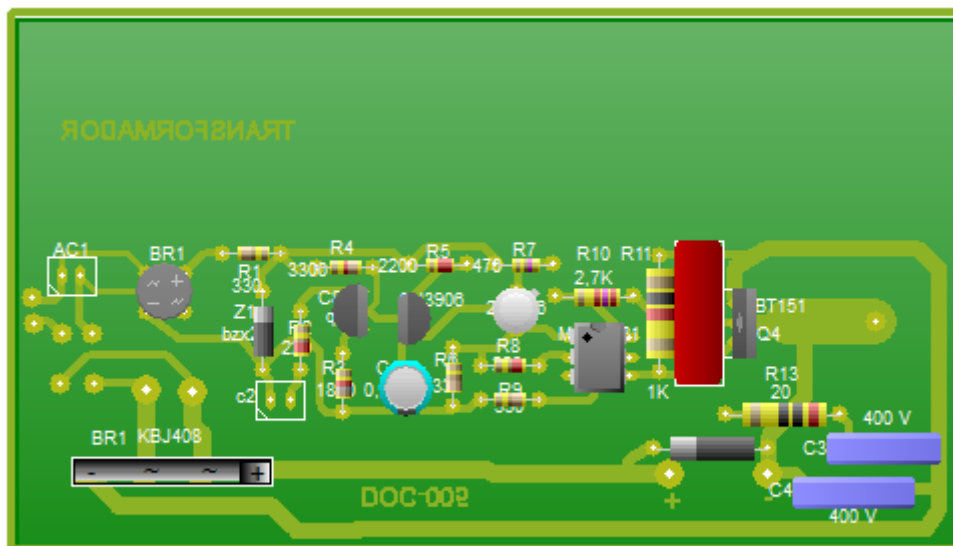 TRANSFORMADOR
AC1
BR1
R1
330
R4
3300
R5
2200
R7
470
R10
2,7K
R11
BT151
Q4
1K
Z1
R8
R9
330
c2
R13
20
400 V
C3
C4
400 V
BR1 KBJ408
- ~ ~ +
DOC-005
+ -